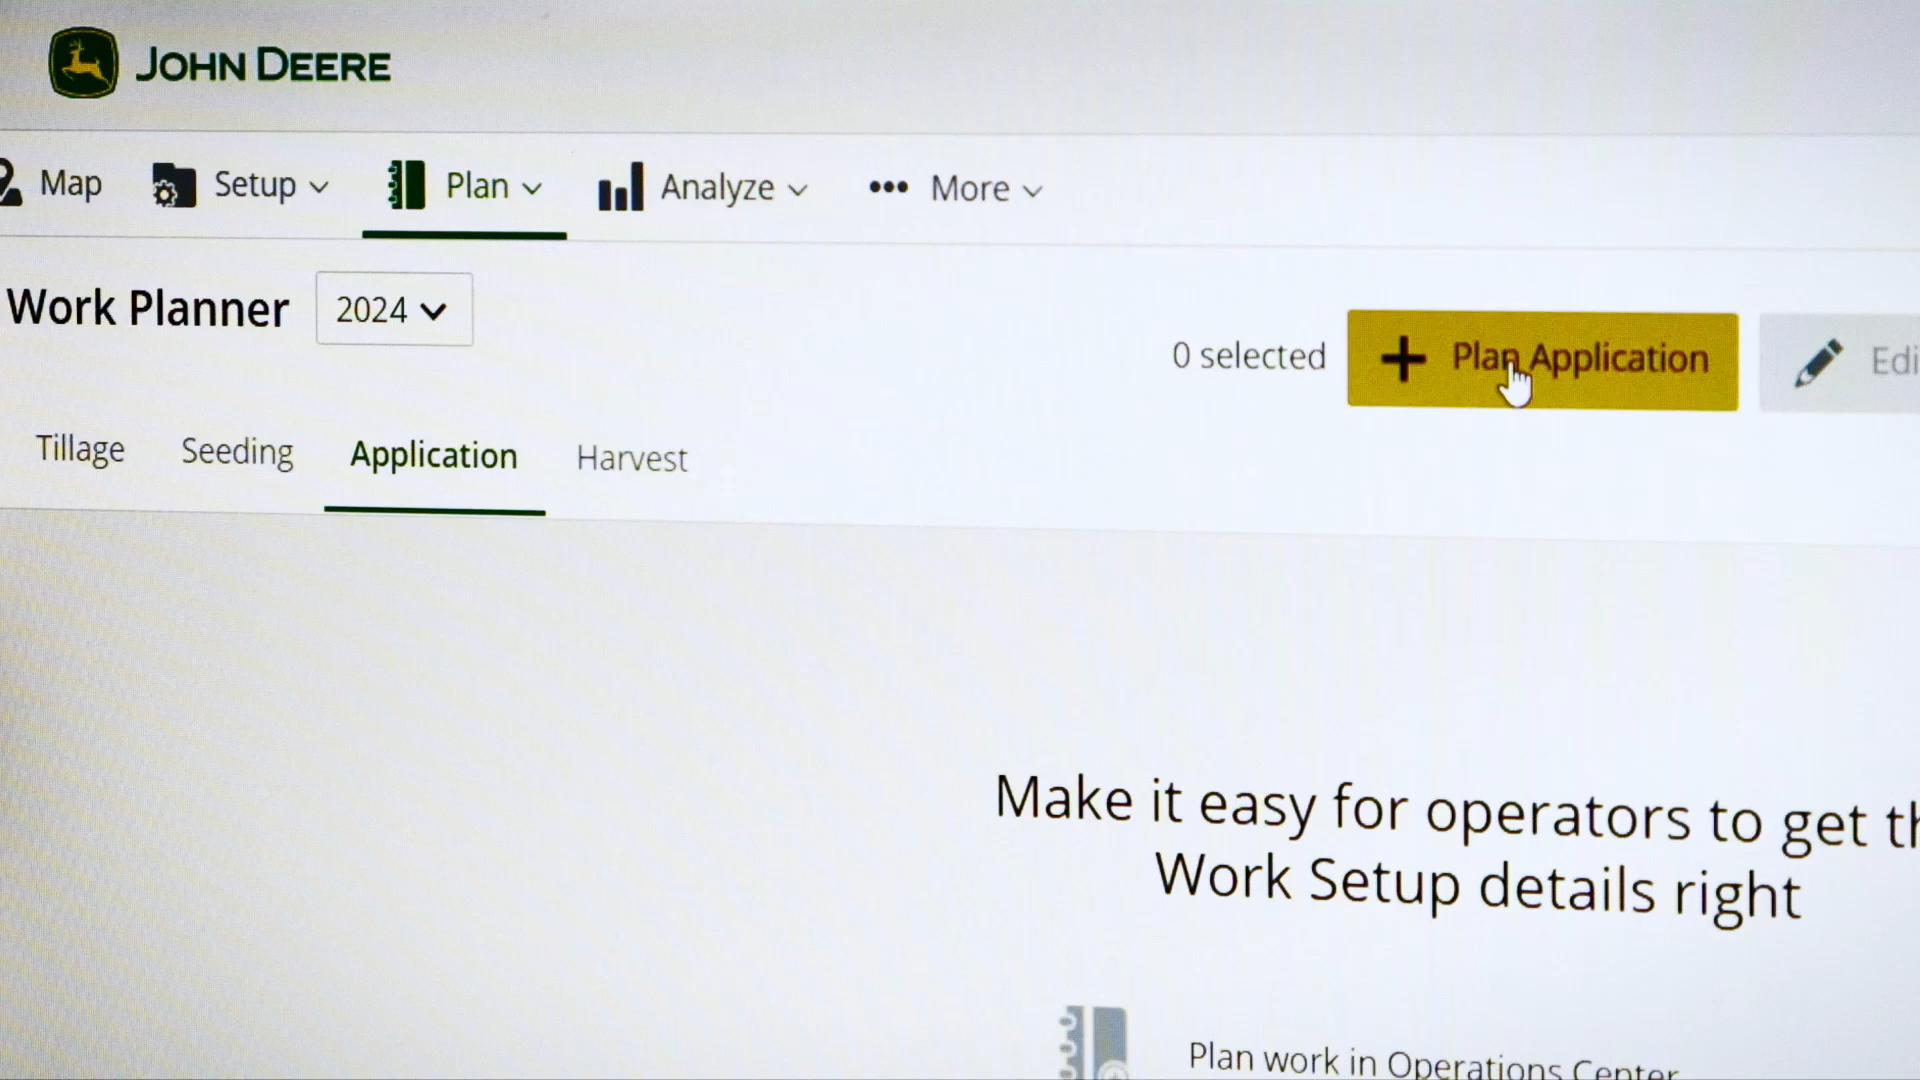 JOHN DEERE
Map Setup Plan Analyze More
Work Planner 2024
0 selected Plan Application
Tillage Seeding Application Harvest
Make it easy for operators to get
Work Setup details right
Plan work in Operations Center